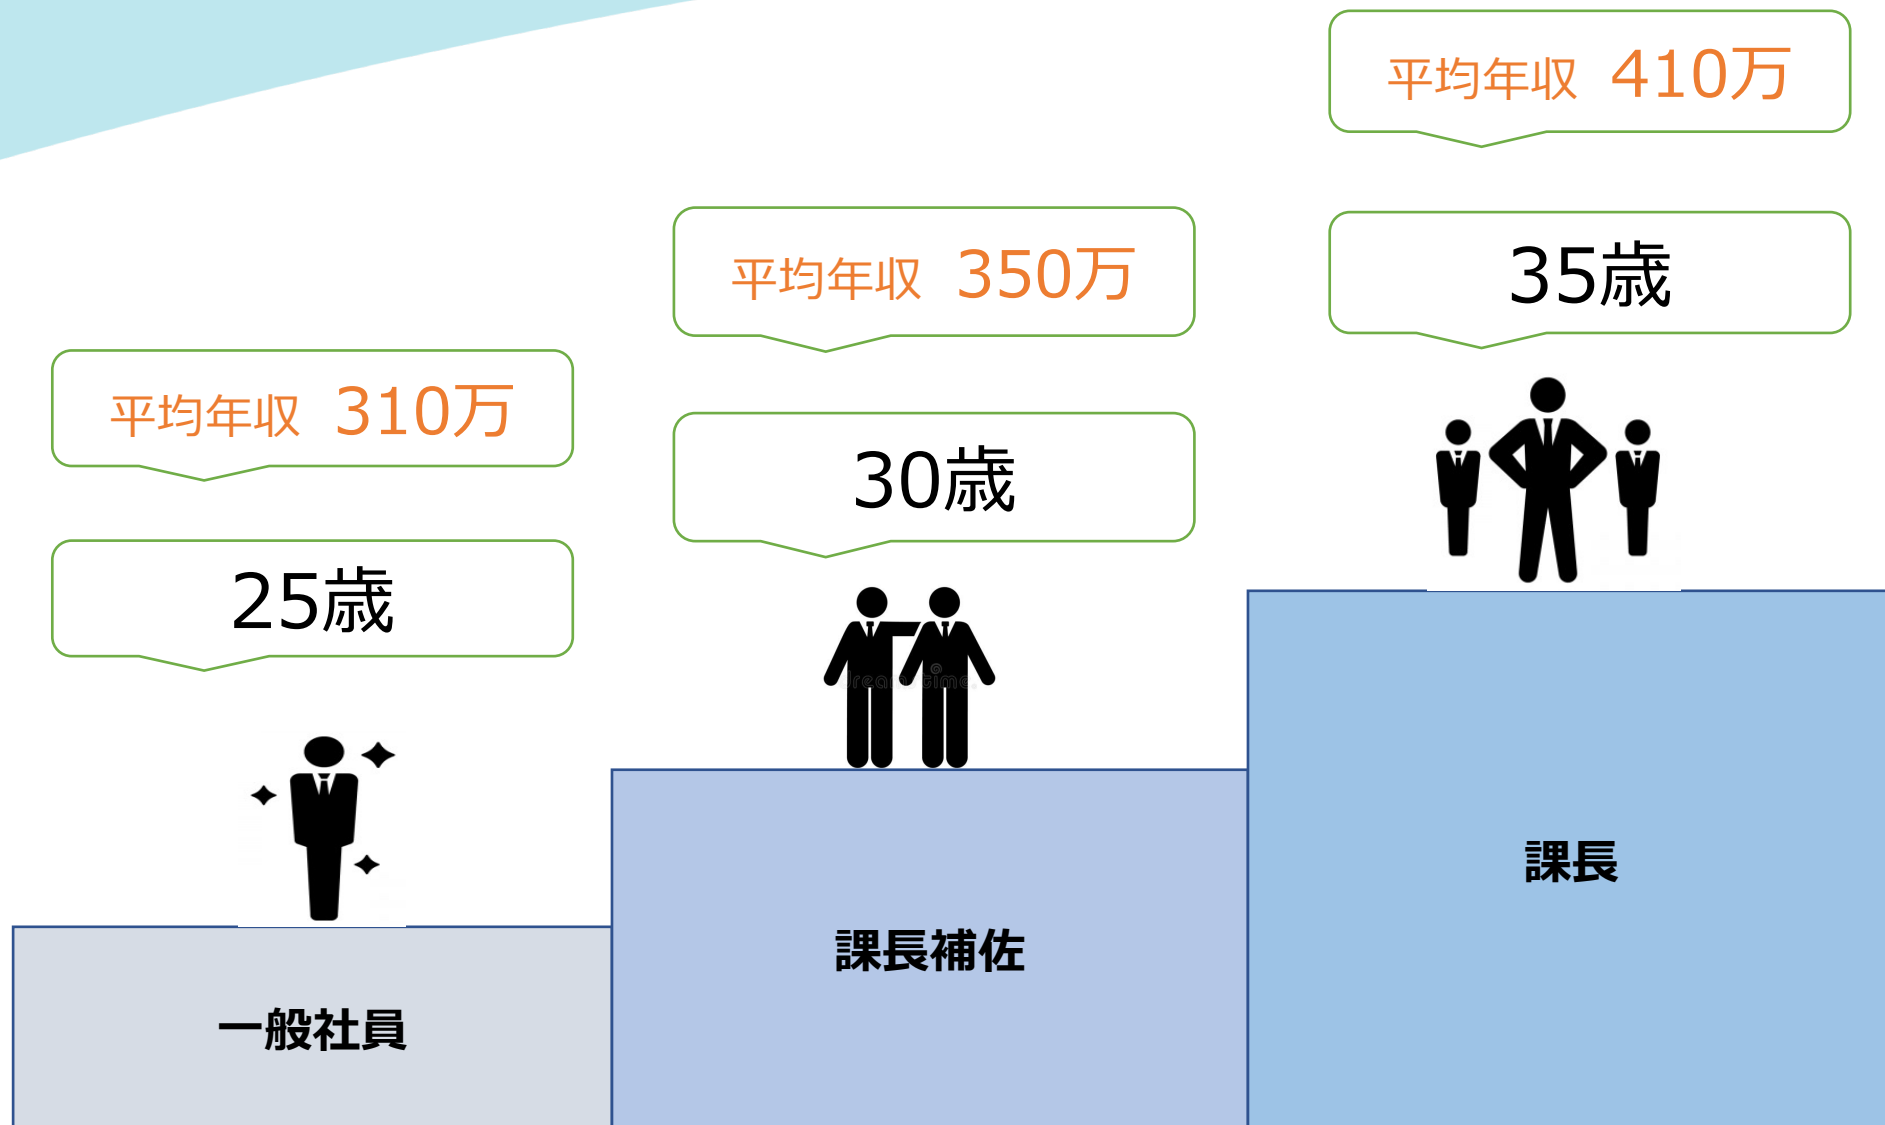 平均年収 410万
35歳
平均年収 350万
30歳
平均年収 310万
25歳
dreamstime.
課長
課長補佐
一般社員